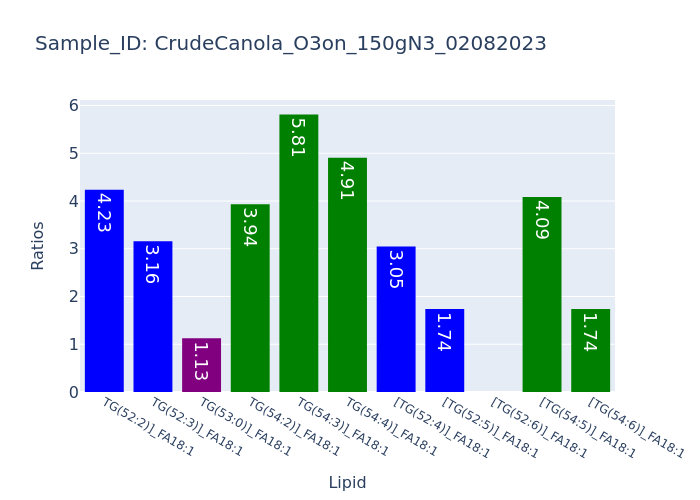 Sample_ID: CrudeCanola_O3on_150gN3_02082023
Ratios
6
5
4
3
2
1
0
4.23
3.16
1.13
3.94
5.81
4.91
3.05
1.74
4.09
1.74
TG(52:2)]_FA18:1
TG(52:3)]_FA18:1
TG(53:0)]_FA18:1
TG(54:2)]_FA18:1
TG(54:3)]_FA18:1
TG(54:4)]_FA18:1
[TG(52:4)]_FA18:1
[TG(52:5)]_FA18:1
[TG(52:6)]_FA18:1
[TG(54:5)]_FA18:1
[TG(54:6)]_FA18:1
Lipid